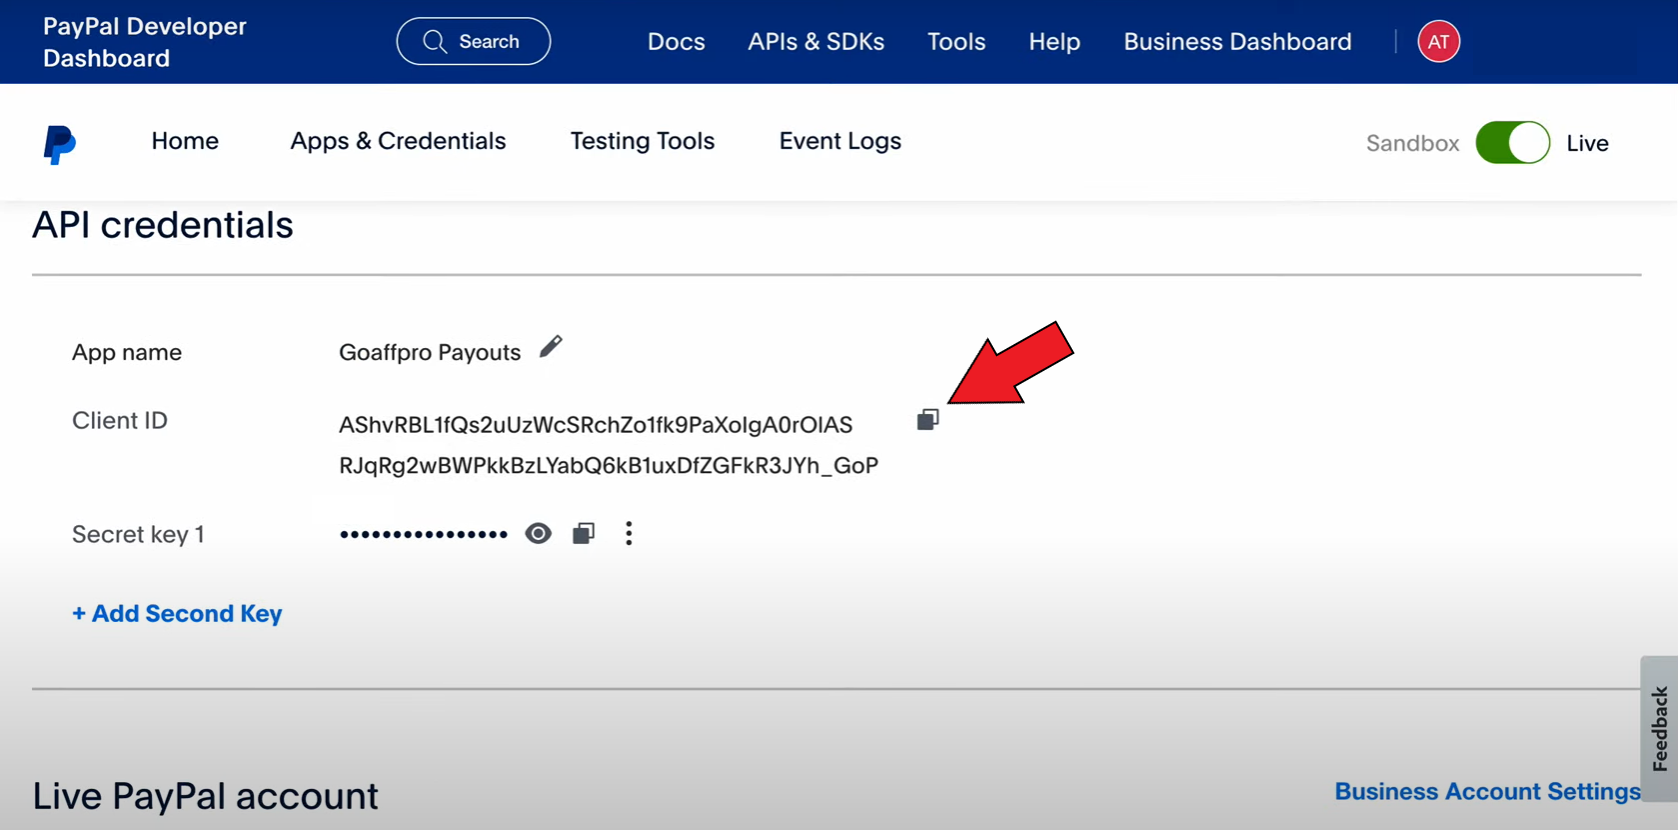 PayPal Developer
Dashboard
Search
Docs
APIs & SDKs
Tools
Help
Business Dashboard
AT
Home
Apps & Credentials
Testing Tools
Event Logs
Sandbox
Live
API credentials
App name
Goaffpro Payouts
Client ID
AShvRBL1fQs2uUzWcSRchZo1fk9PaXoIgA0rOIAS
RJqRg2wBWPkkBzLYabQ6kB1uxDfZGFkR3JYh_GoP
Secret key 1
•••••••••••••••••
+ Add Second Key
Feedback
Live PayPal account
Business Account Settings